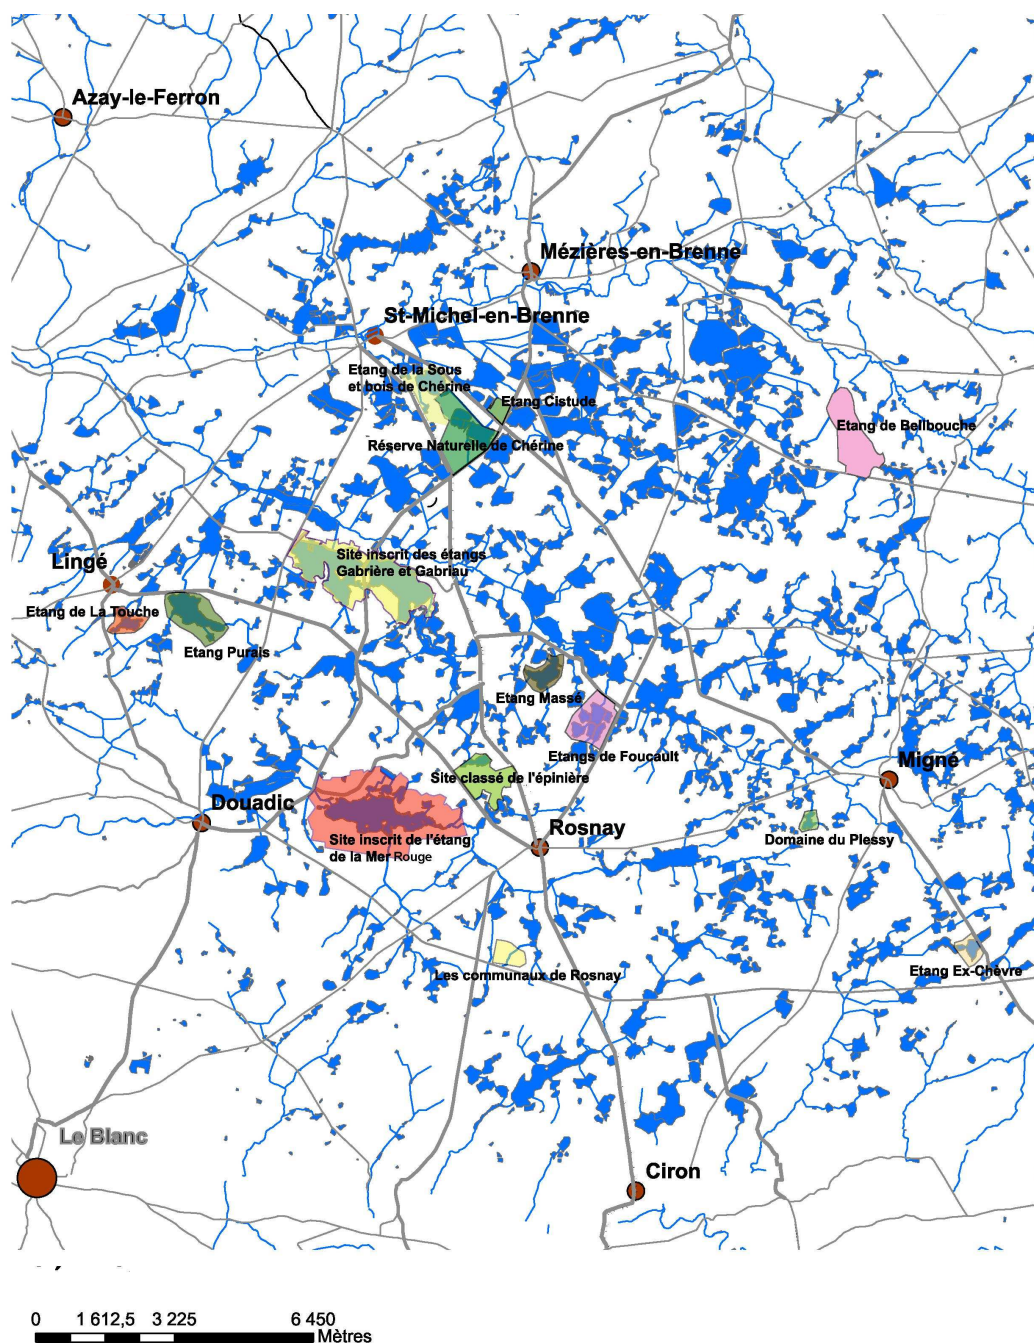 Azay-le-Ferron
Mézières-en-Brenne
St-Michel-en-Brenne
Etang de la Sous
et bois de Chérine
Etang Cistude
Etang de Bellbouche
Réserve Naturelle de Chérine
Site inscrit des étangs
Gabrière et Gabriau
Lingé
Etang de La Touche
Etang Purais
Etang Massé
Etangs de Foucault
Site classé de l'épinière
Migné
Douadic
Rosnay
Domaine du Plessy
Site inscrit de l'étang
de la Mer Rouge
Les communaux de Rosnay
Etang Ex-Chèvre
Le Blanc
Ciron
0 1 612,5 3 225 6 450
Mètres